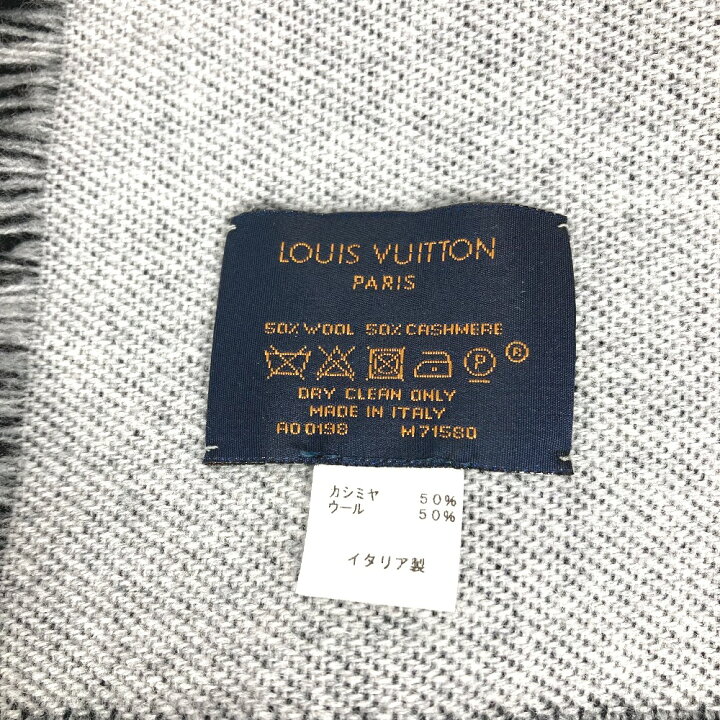 LOUIS VUITTON
PARIS
50% WOOL 50% CASHMERE
P ®
DRY CLEAN ONLY
MADE IN ITALY
AO0198 M71580
カシミヤ 50%
ウール 50%
イタリア製